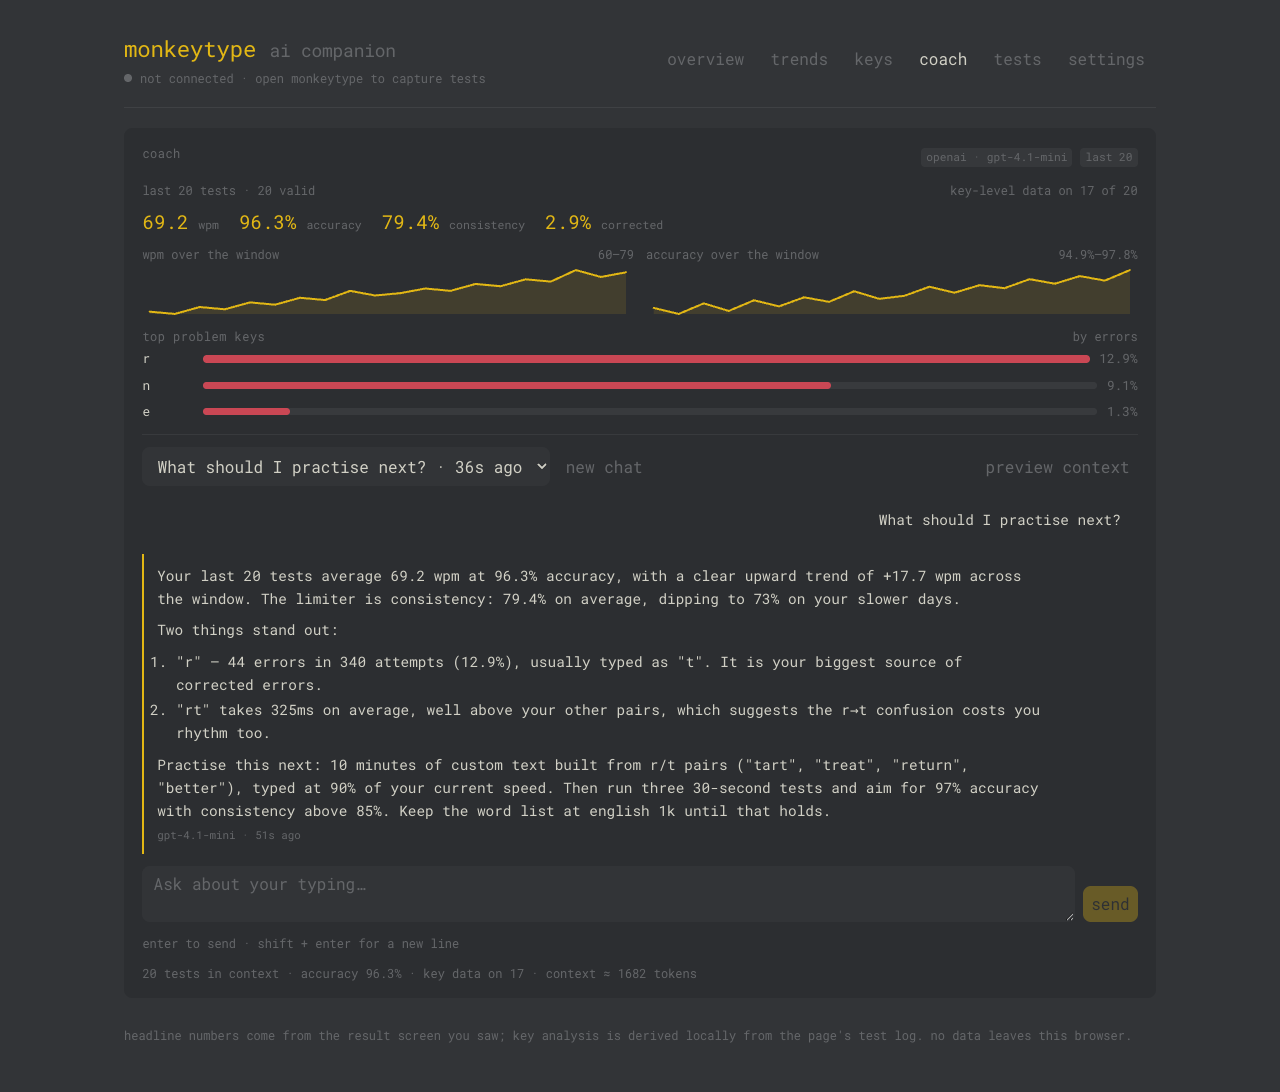 monkeytype ai companion
not connected · open monkeytype to capture tests
overview trends keys coach tests settings
coach
openai · gpt-4.1-mini last 20
last 20 tests · 20 valid
key-level data on 17 of 20
69.2 wpm 96.3% accuracy 79.4% consistency 2.9% corrected
wpm over the window 60–79
accuracy over the window 94.9%–97.8%
top problem keys by errors
r 12.9%
n 9.1%
e 1.3%
What should I practise next? · 36s ago new chat preview context
What should I practise next?
Your last 20 tests average 69.2 wpm at 96.3% accuracy, with a clear upward trend of +17.7 wpm across
the window. The limiter is consistency: 79.4% on average, dipping to 73% on your slower days.
Two things stand out:
1. "r" — 44 errors in 340 attempts (12.9%), usually typed as "t". It is your biggest source of
corrected errors.
2. "rt" takes 325ms on average, well above your other pairs, which suggests the r→t confusion costs you
rhythm too.
Practise this next: 10 minutes of custom text built from r/t pairs ("tart", "treat", "return",
"better"), typed at 90% of your current speed. Then run three 30-second tests and aim for 97% accuracy
with consistency above 85%. Keep the word list at english 1k until that holds.
gpt-4.1-mini · 51s ago
Ask about your typing…
send
enter to send · shift + enter for a new line
20 tests in context · accuracy 96.3% · key data on 17 · context ≈ 1682 tokens
headline numbers come from the result screen you saw; key analysis is derived locally from the page's test log. no data leaves this browser.